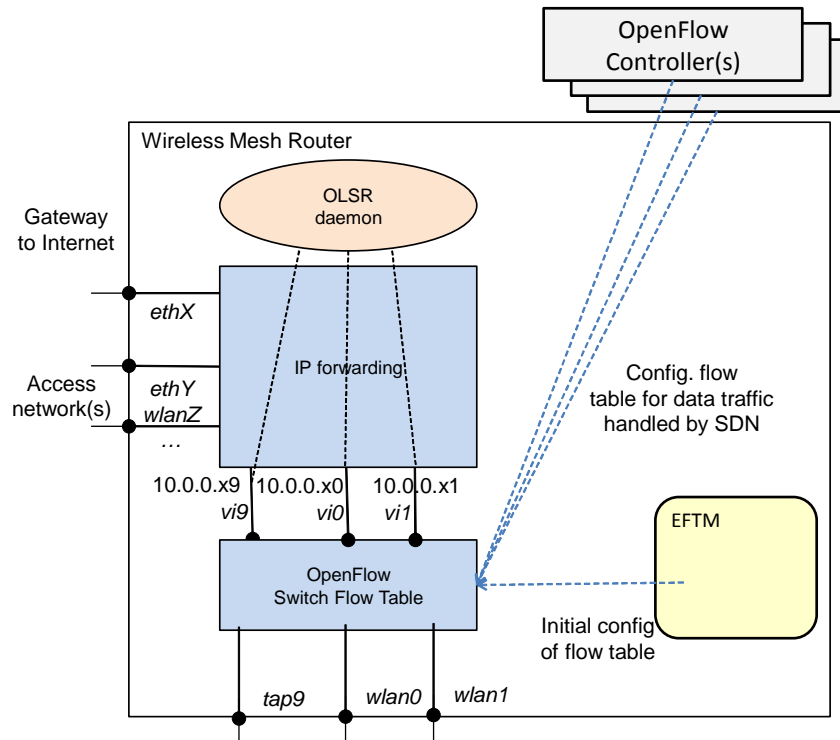 OpenFlow
Controller(s)
Wireless Mesh Router
OLSR
daemon
Gateway
to Internet
ethX
IP forwarding
Access
network(s)
ethY
wlanZ
…
Config. flow
table for data traffic
handled by SDN
10.0.0.x9 10.0.0.x0 10.0.0.x1
vi9 vi0 vi1
EFTM
OpenFlow
Switch Flow Table
Initial config
of flow table
tap9 wlan0 wlan1